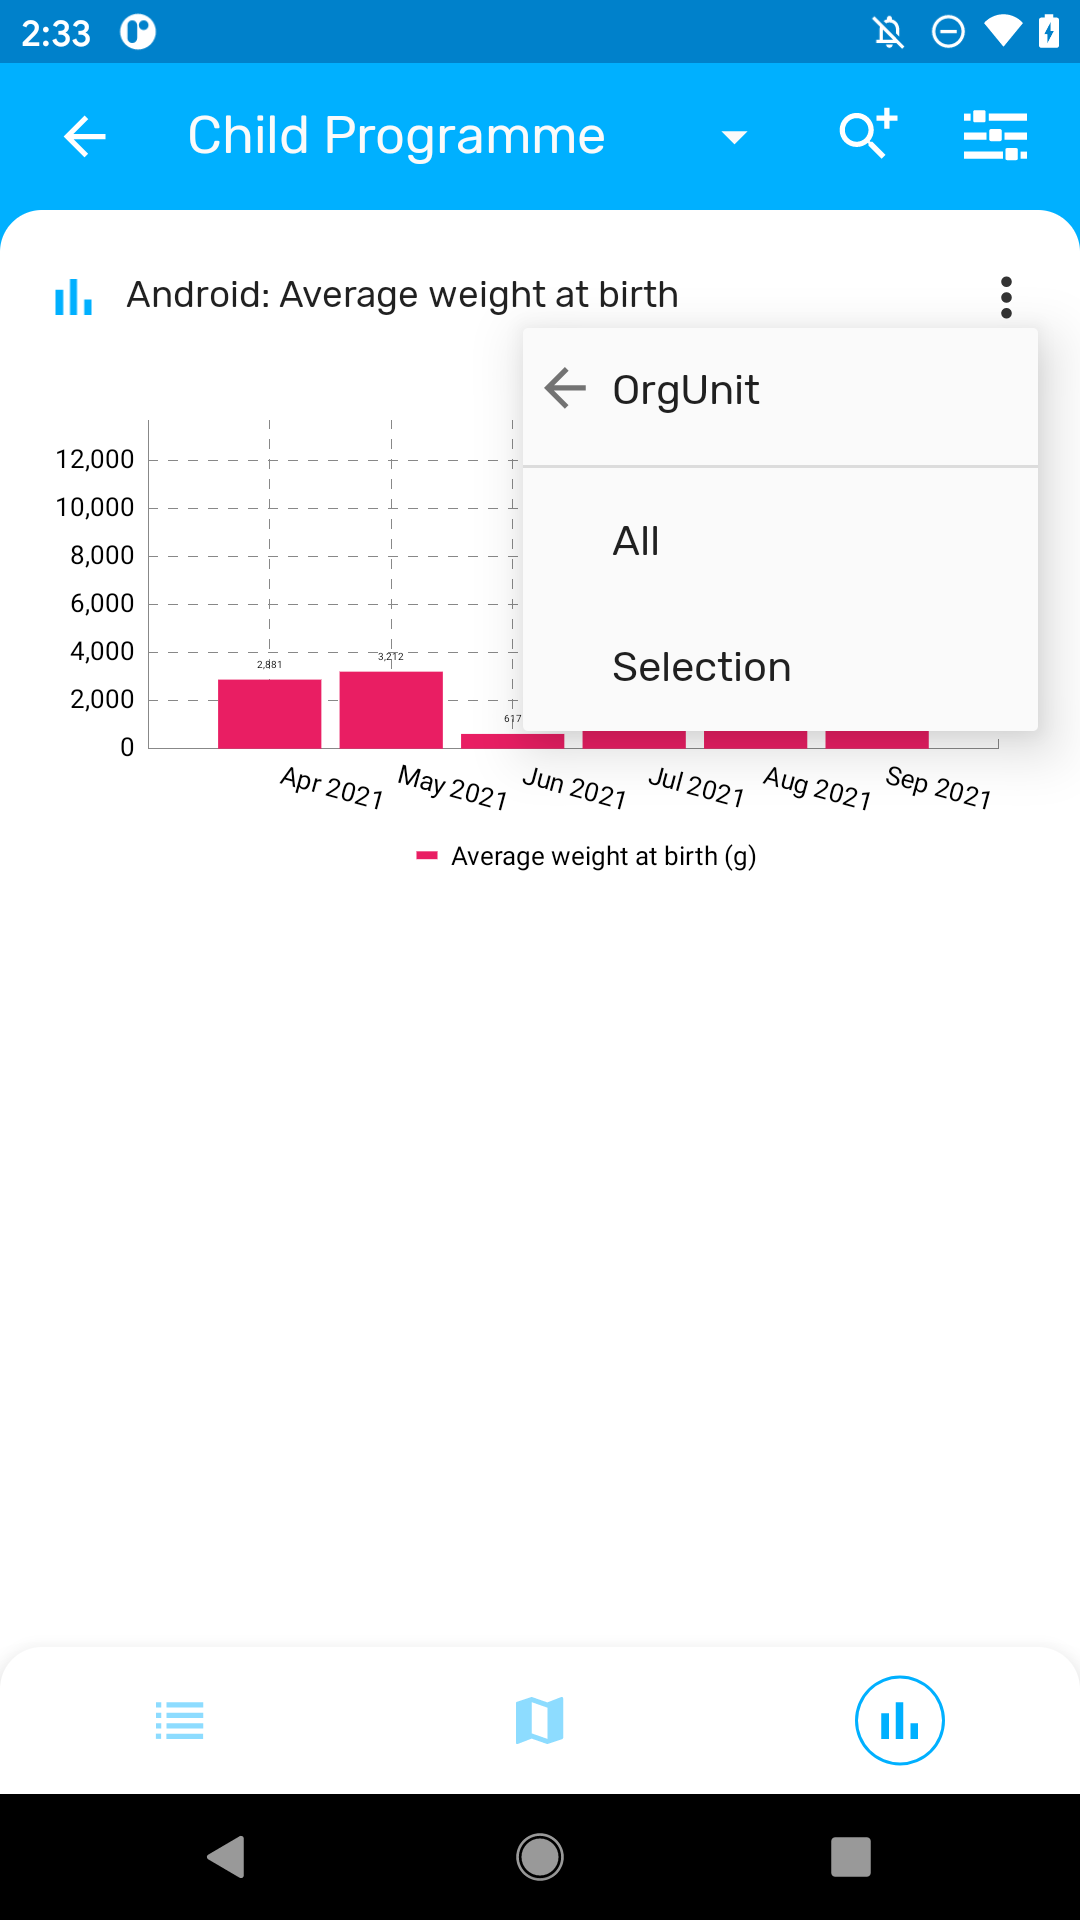 2:33
Child Programme
Android: Average weight at birth
OrgUnit
All
Selection
12,000
10,000
8,000
6,000
4,000
2,000
0
2,881
3,212
617
Apr 2021
May 2021
Jun 2021
Jul 2021
Aug 2021
Sep 2021
Average weight at birth (g)